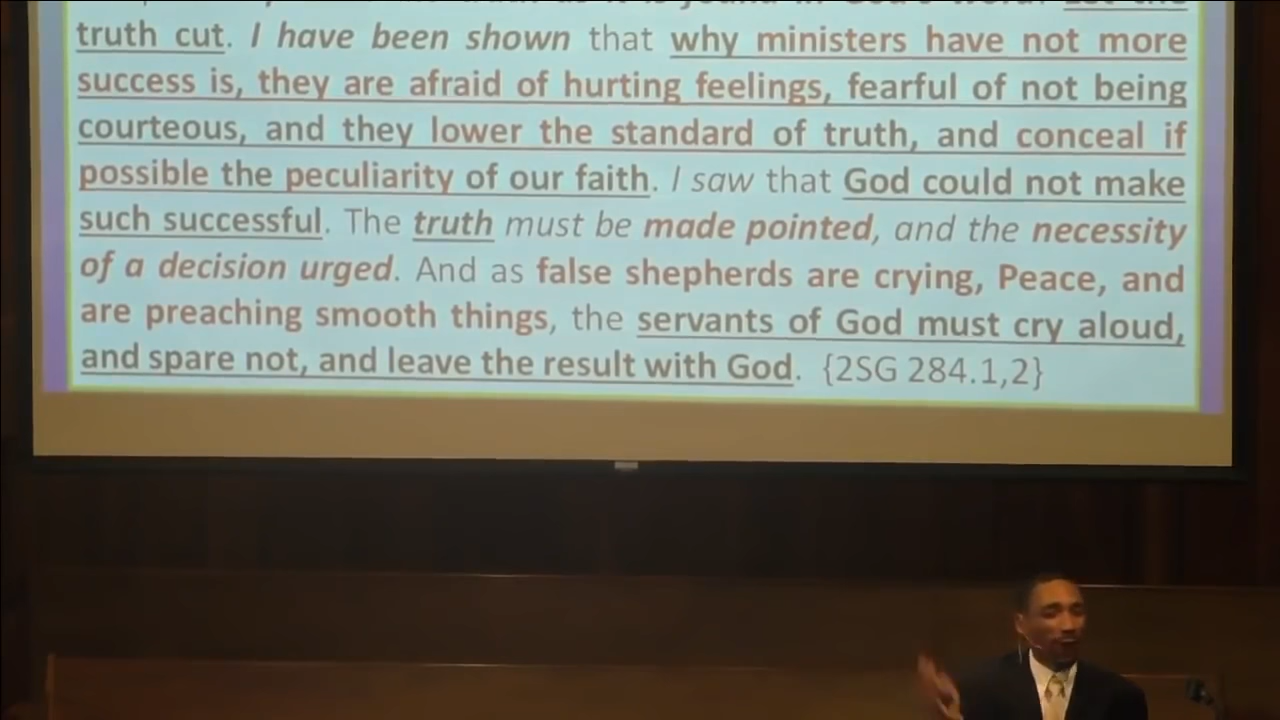 truth cut. I have been shown that why ministers have not more
success is, they are afraid of hurting feelings, fearful of not being
courteous, and they lower the standard of truth, and conceal if
possible the peculiarity of our faith. I saw that God could not make
such successful. The truth must be made pointed, and the necessity
of a decision urged. And as false shepherds are crying, Peace, and
are preaching smooth things, the servants of God must cry aloud,
and spare not, and leave the result with God. {2SG 284.1,2}